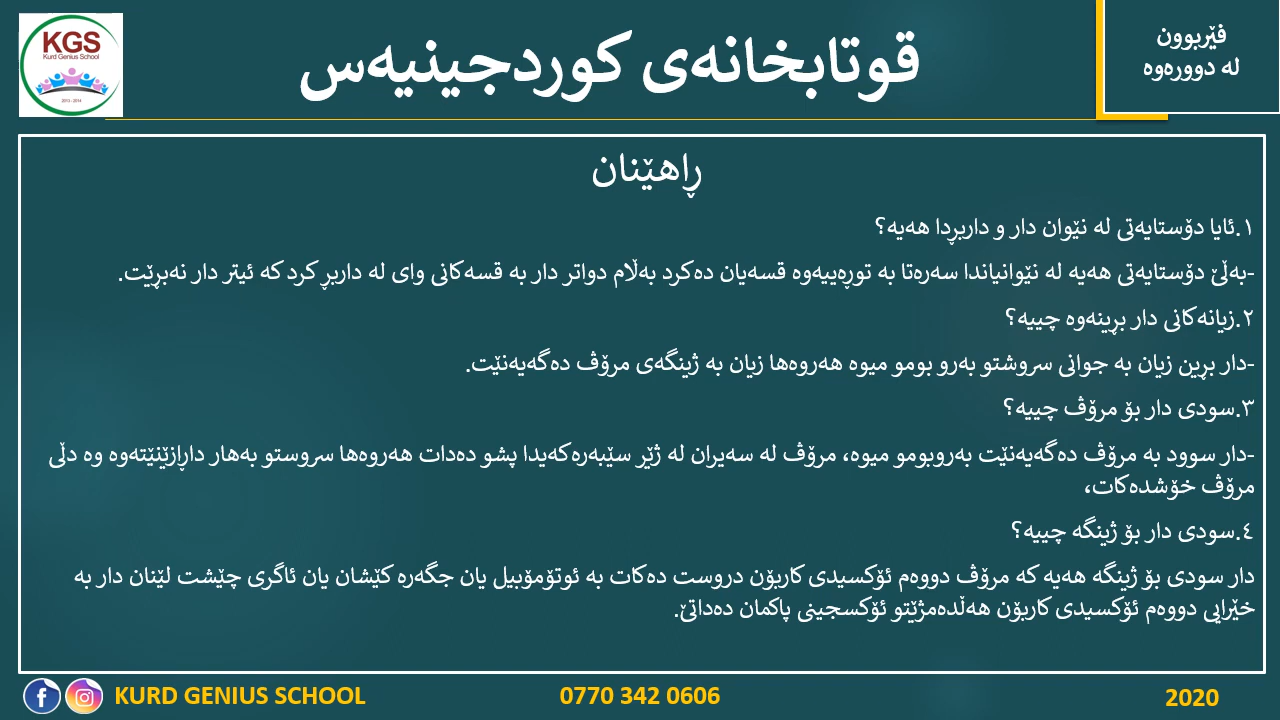 KGS
Kurd Genius School
2013 - 2014
قوتابخانەی کوردجینیەس
فێربوون
لە دوورەوە
ڕاهێنان
١.ئایا دۆستایەتی لە نێوان دار و داربڕدا هەیە؟
-بەڵێ دۆستایەتی هەیە لە نێوانیاندا سەرەتا بە توڕەییەوە قسەیان دەکرد بەڵام دواتر دار بە قسەکانی وای لە داربڕ کرد کە ئیتر دار نەبڕێت.
٢.زیانەکانی دار بڕینەوە چییە؟
-دار بڕین زیان بە جوانی سروشتو بەرو بومو میوە هەروەها زیان بە ژینگەی مرۆڤ دەگەیەنێت.
٣.سودی دار بۆ مرۆڤ چییە؟
-دار سوود بە مرۆڤ دەگەیەنێت بەروبومو میوە، مرۆڤ لە سەیران لە ژێر سێبەرەکەیدا پشو دەدات هەروەها سروستو بەهار داڕازێنێتەوە وە دڵی
مرۆڤ خۆشدەکات،
٤.سودی دار بۆ ژینگە چییە؟
دار سودی بۆ ژینگە هەیە کە مرۆڤ دووەم ئۆکسیدی کاربۆن دروست دەکات بە ئوتۆمۆبیل یان جگەرە کێشان یان ئاگری چێشت لێنان دار بە
خێرایی دووەم ئۆکسیدی کاربۆن هەڵدەمژێتو ئۆکسجینی پاکمان دەداتێ.
KURD GENIUS SCHOOL
0770 342 0606
2020